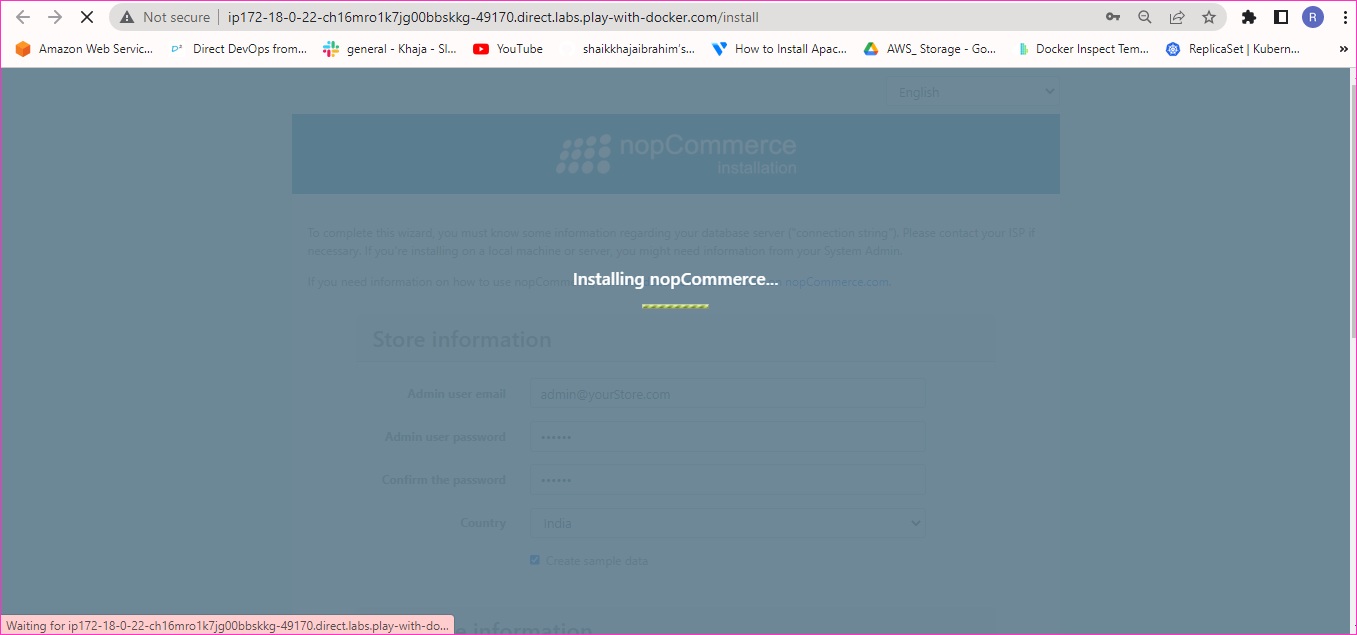 Not secure | ip172-18-0-22-ch16mro1k7jg00bbskkg-49170.direct.labs.play-with-docker.com/install
R
Amazon Web Servic... Direct DevOps from... general - Khaja - Sl... YouTube shaikkhajaibrahim's... How to Install Apac... AWS_ Storage - Go... Docker Inspect Tem... ReplicaSet | Kubern... »
English
nopCommerce
installation
To complete this wizard, you must know some information regarding your database server ("connection string"). Please contact your ISP if
necessary. If you're installing on a local machine or server, you might need information from your System Admin.
If you need information on how to use nopComm nopCommerce.com.
Installing nopCommerce...
Store information
Admin user email admin@yourStore.com
Admin user password ••••••
Confirm the password ••••••
Country India
Create sample data
e information
Waiting for ip172-18-0-22-ch16mro1k7jg00bbskkg-49170.direct.labs.play-with-do...